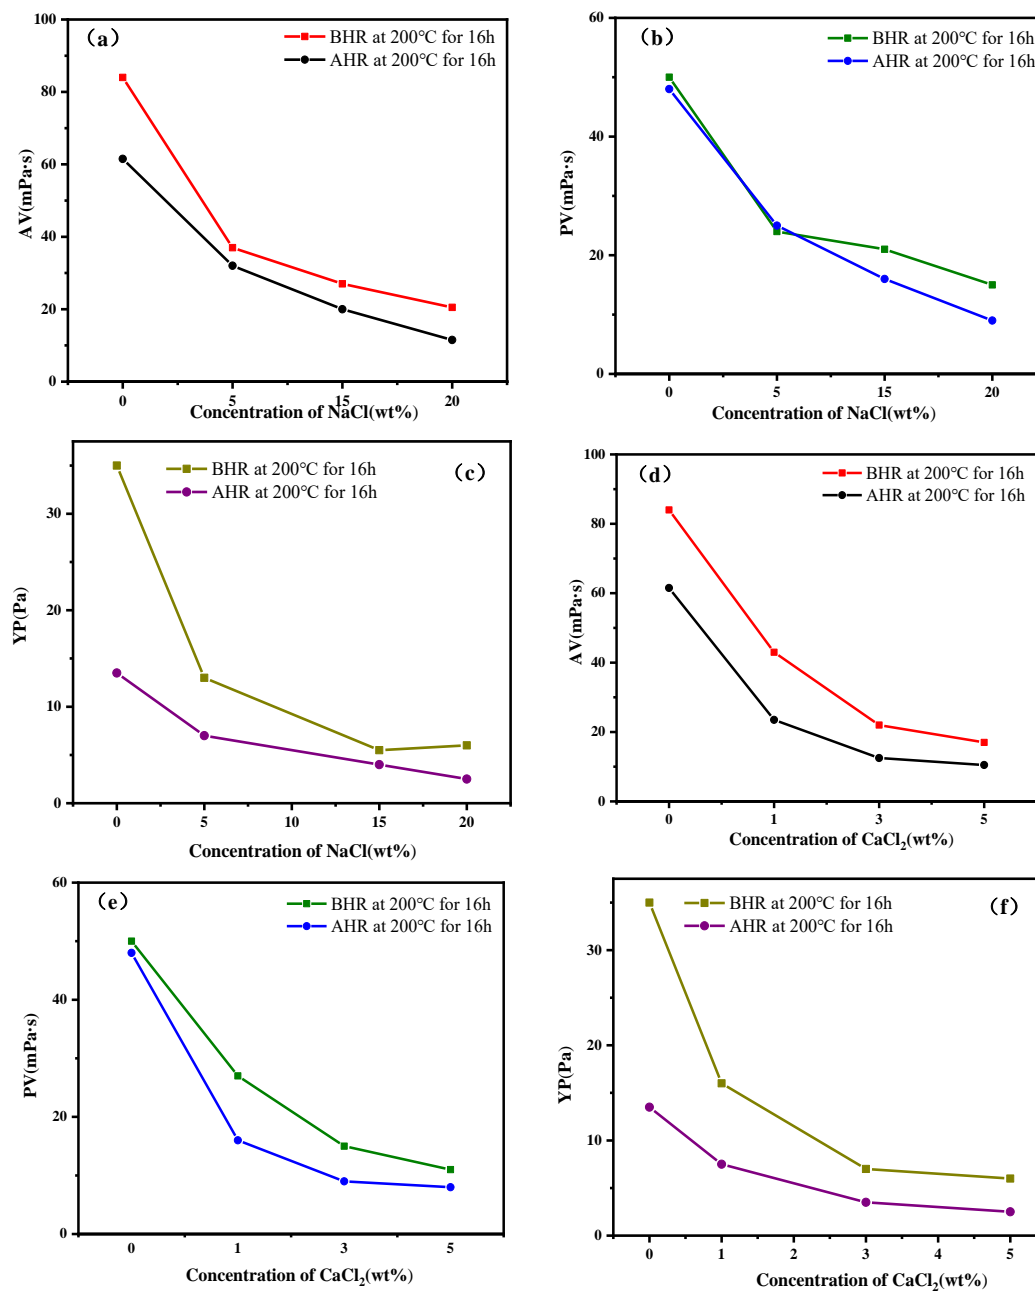 (a)
BHR at 200℃ for 16h
AHR at 200℃ for 16h
100
80
60
40
20
0
AV(mPa·s)
0 5 15 20
Concentration of NaCl(wt%)
(b)
BHR at 200℃ for 16h
AHR at 200℃ for 16h
60
40
20
0
PV(mPa·s)
0 5 15 20
Concentration of NaCl(wt%)
(c)
BHR at 200℃ for 16h
AHR at 200℃ for 16h
30
20
10
0
YP(Pa)
0 5 10 15 20
Concentration of NaCl(wt%)
(d)
BHR at 200℃ for 16h
AHR at 200℃ for 16h
100
80
60
40
20
0
AV(mPa·s)
0 1 3 5
Concentration of CaCl₂(wt%)
(e)
BHR at 200℃ for 16h
AHR at 200℃ for 16h
60
40
20
0
PV(mPa·s)
0 1 3 5
Concentration of CaCl₂(wt%)
(f)
BHR at 200℃ for 16h
AHR at 200℃ for 16h
30
20
10
0
YP(Pa)
0 1 2 3 4 5
Concentration of CaCl₂(wt%)